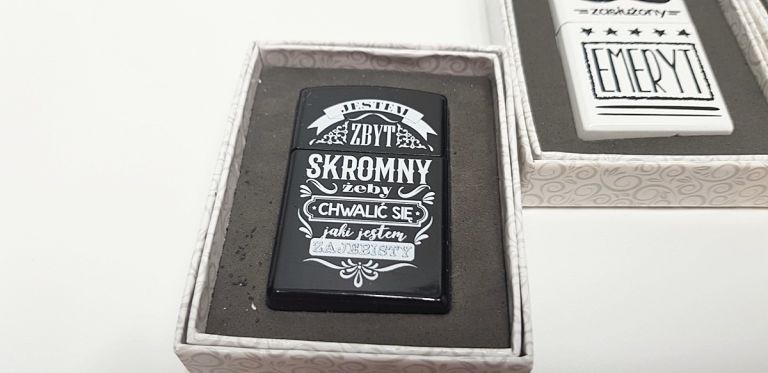 JESTEM
ZBYT
SKROMNY
żeby
CHWALIĆ SIĘ
jaki jestem
ZAJEBISTY
zasłużony
EMERYT